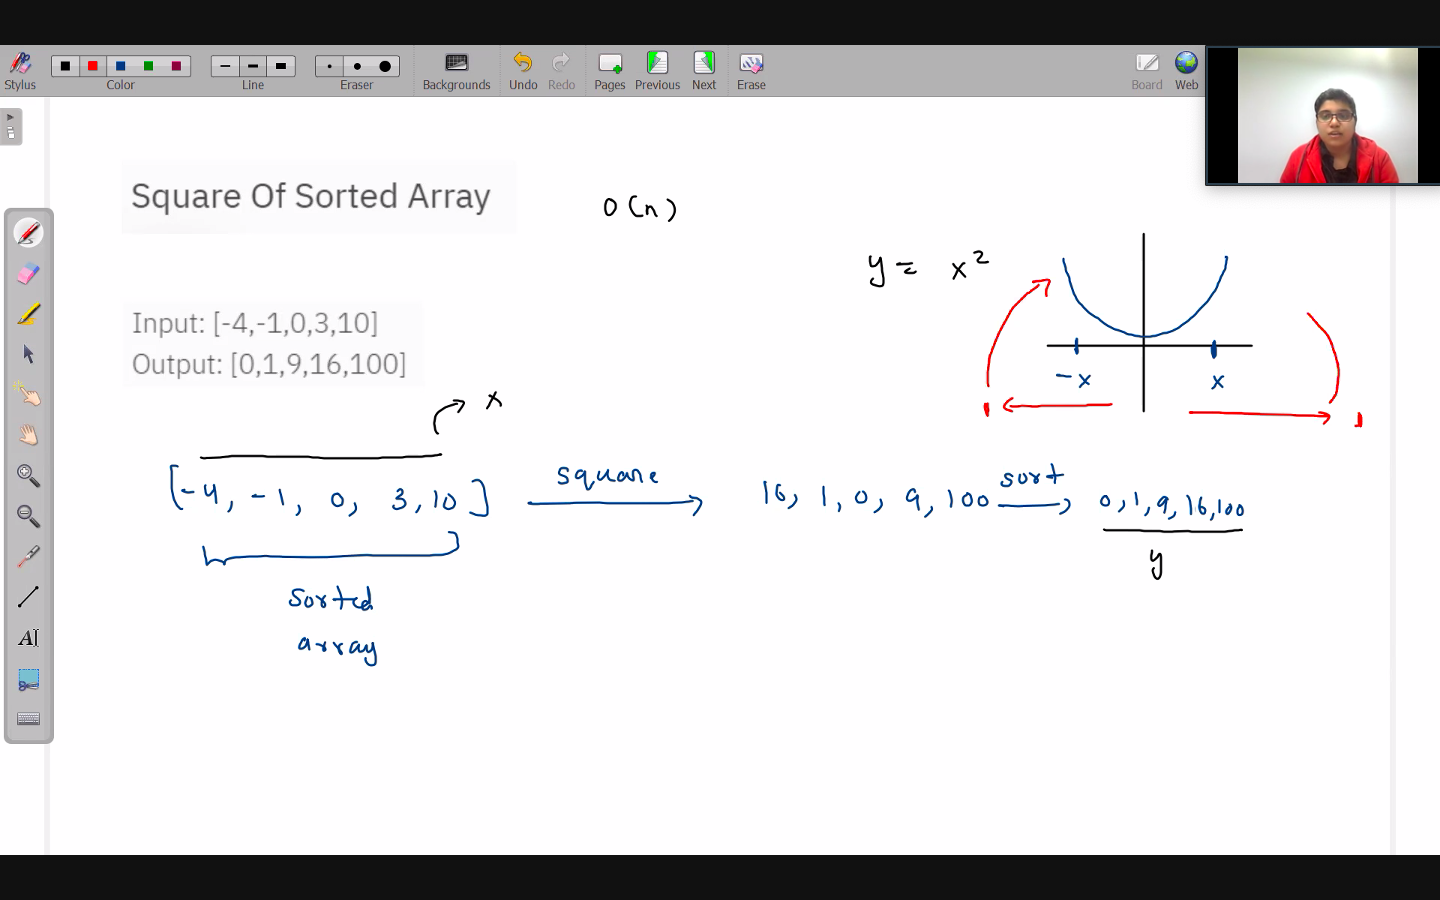 Stylus
Color
Line
Eraser
Backgrounds
Undo
Redo
Pages
Previous
Next
Erase
Board
Web
Square Of Sorted Array
O(n)
y = x²
Input: [-4,-1,0,3,10]
Output: [0,1,9,16,100]
-x
x
x
[-4, -1, 0, 3, 10]
square
16, 1, 0, 9, 100
sort
0, 1, 9, 16, 100
y
sorted
array
AI